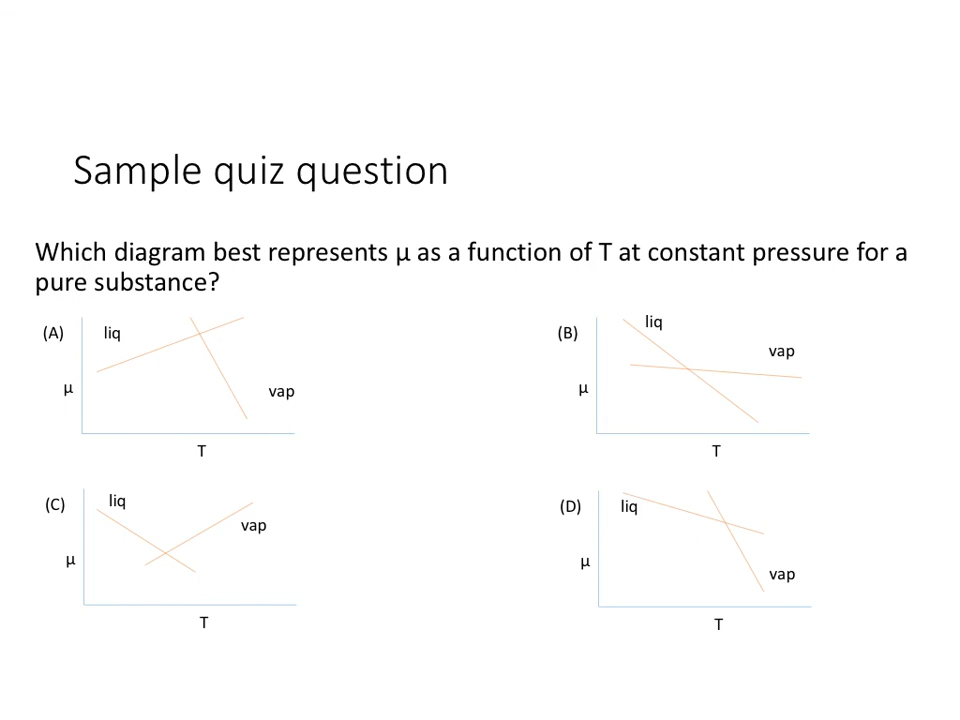 Sample quiz question
Which diagram best represents μ as a function of T at constant pressure for a
pure substance?
(A)
liq
μ
vap
T
(B)
liq
vap
μ
T
(C)
liq
vap
μ
T
(D)
liq
μ
vap
T